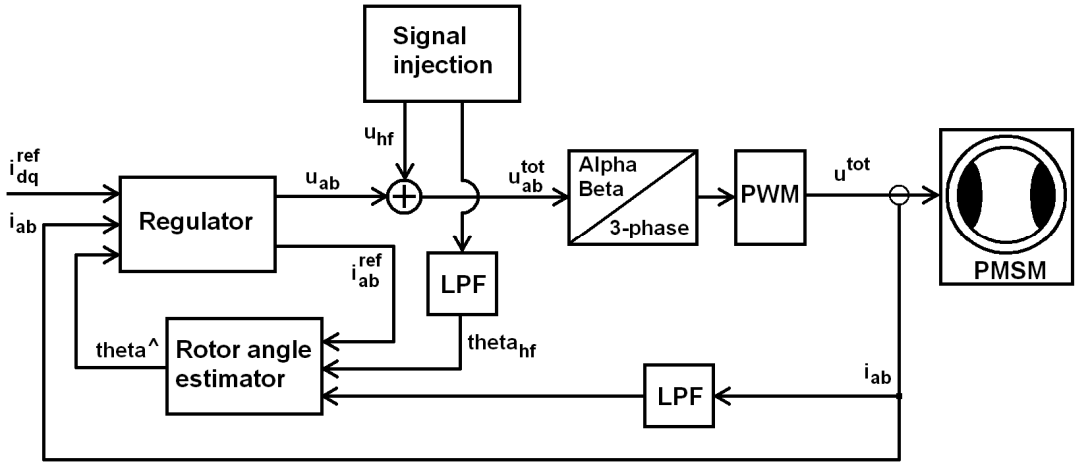 Signal
injection
u_hf
i_dq^ref
u_ab
u_ab^tot
Alpha
Beta
3-phase
PWM
u^tot
PMSM
i_ab
Regulator
i_ab^ref
LPF
theta^
Rotor angle
estimator
theta_hf
LPF
i_ab